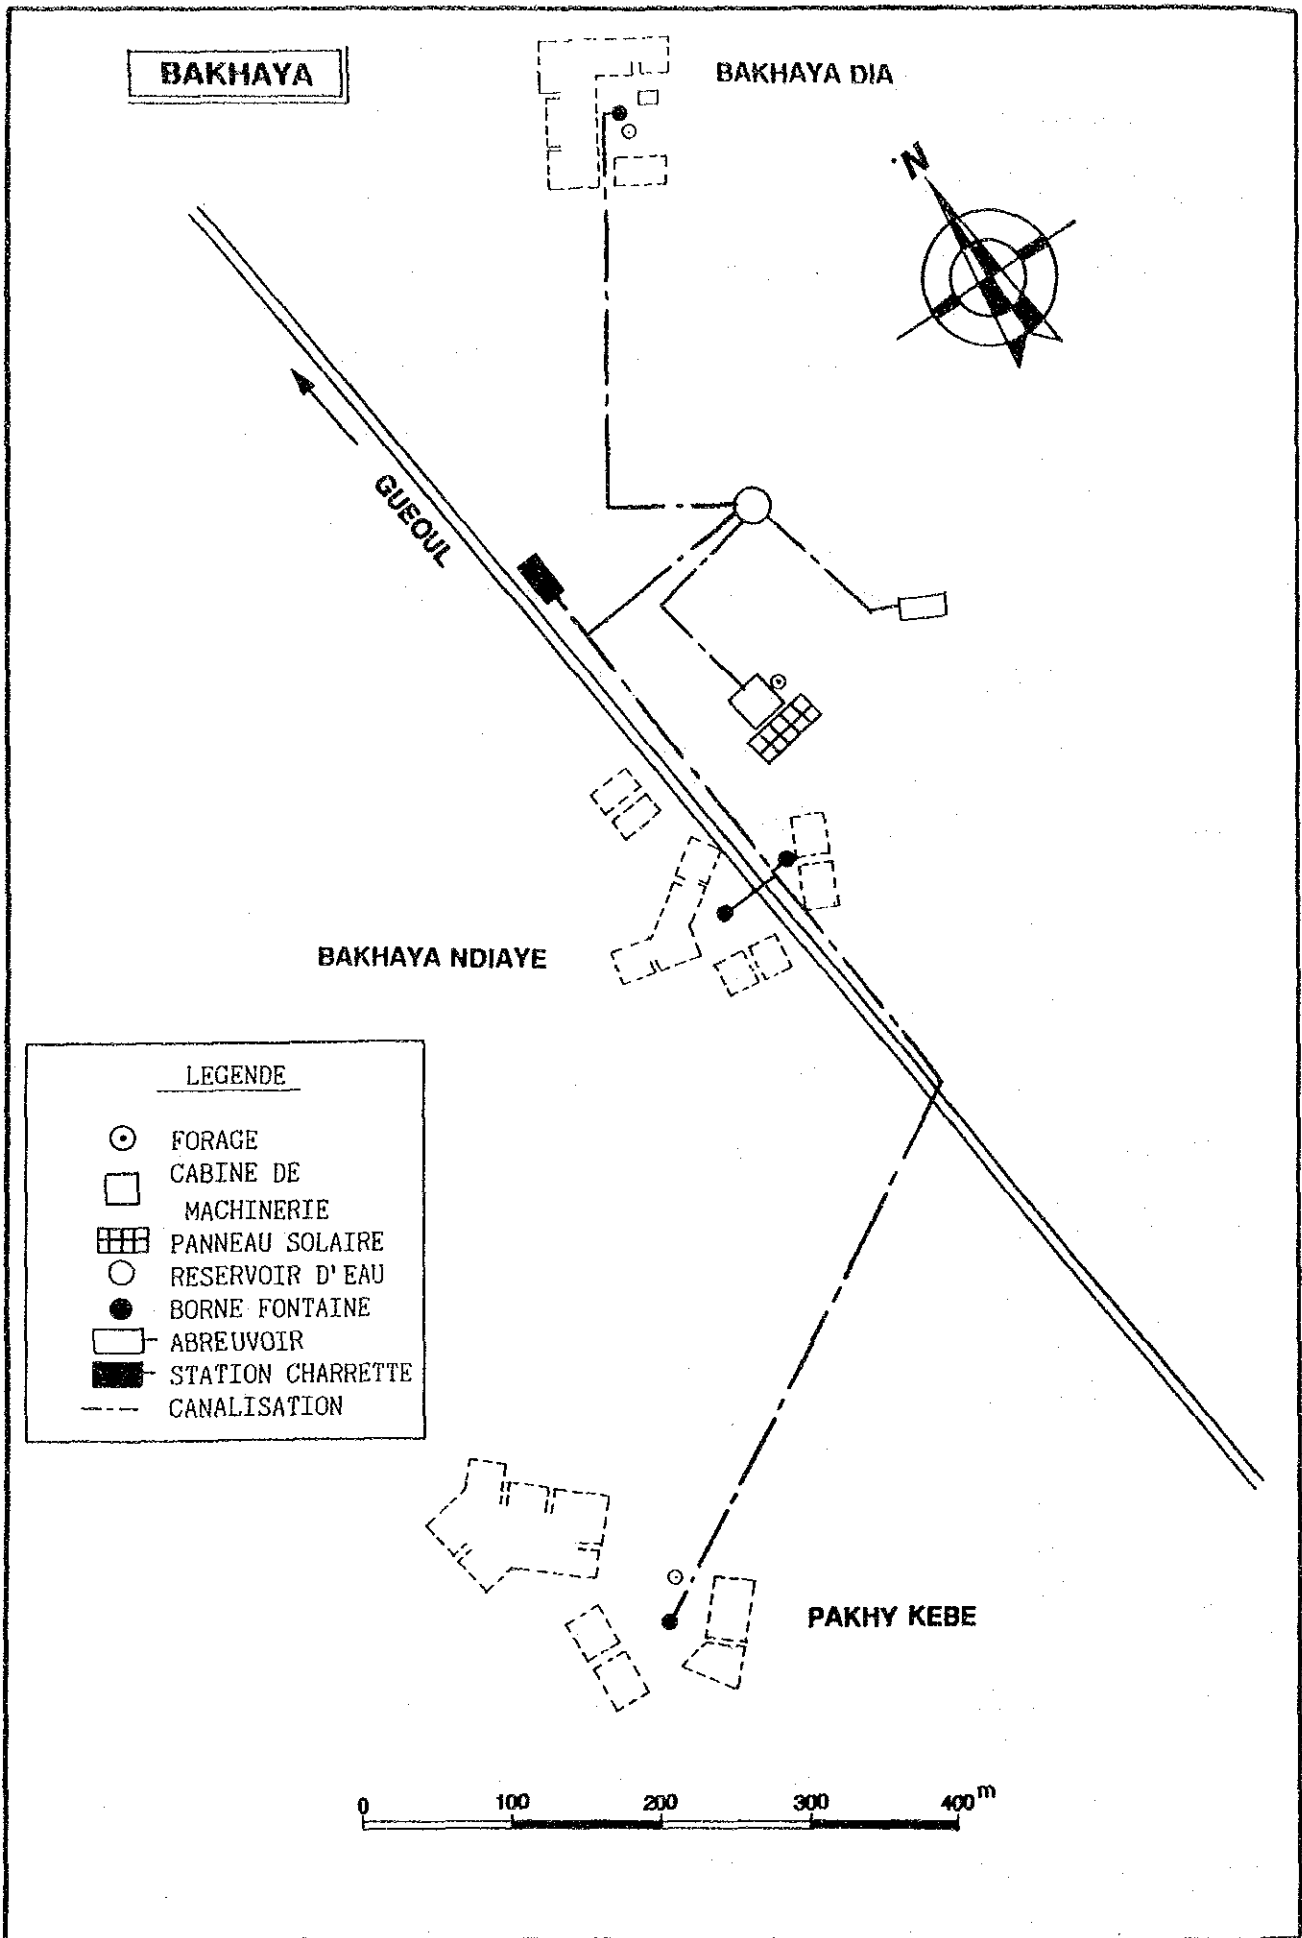 BAKHAYA
BAKHAYA DIA
N
GUEOUL
BAKHAYA NDIAYE
LEGENDE
FORAGE
CABINE DE
MACHINERIE
PANNEAU SOLAIRE
RESERVOIR D'EAU
BORNE FONTAINE
ABREUVOIR
STATION CHARRETTE
CANALISATION
PAKHY KEBE
0 100 200 300 400 m